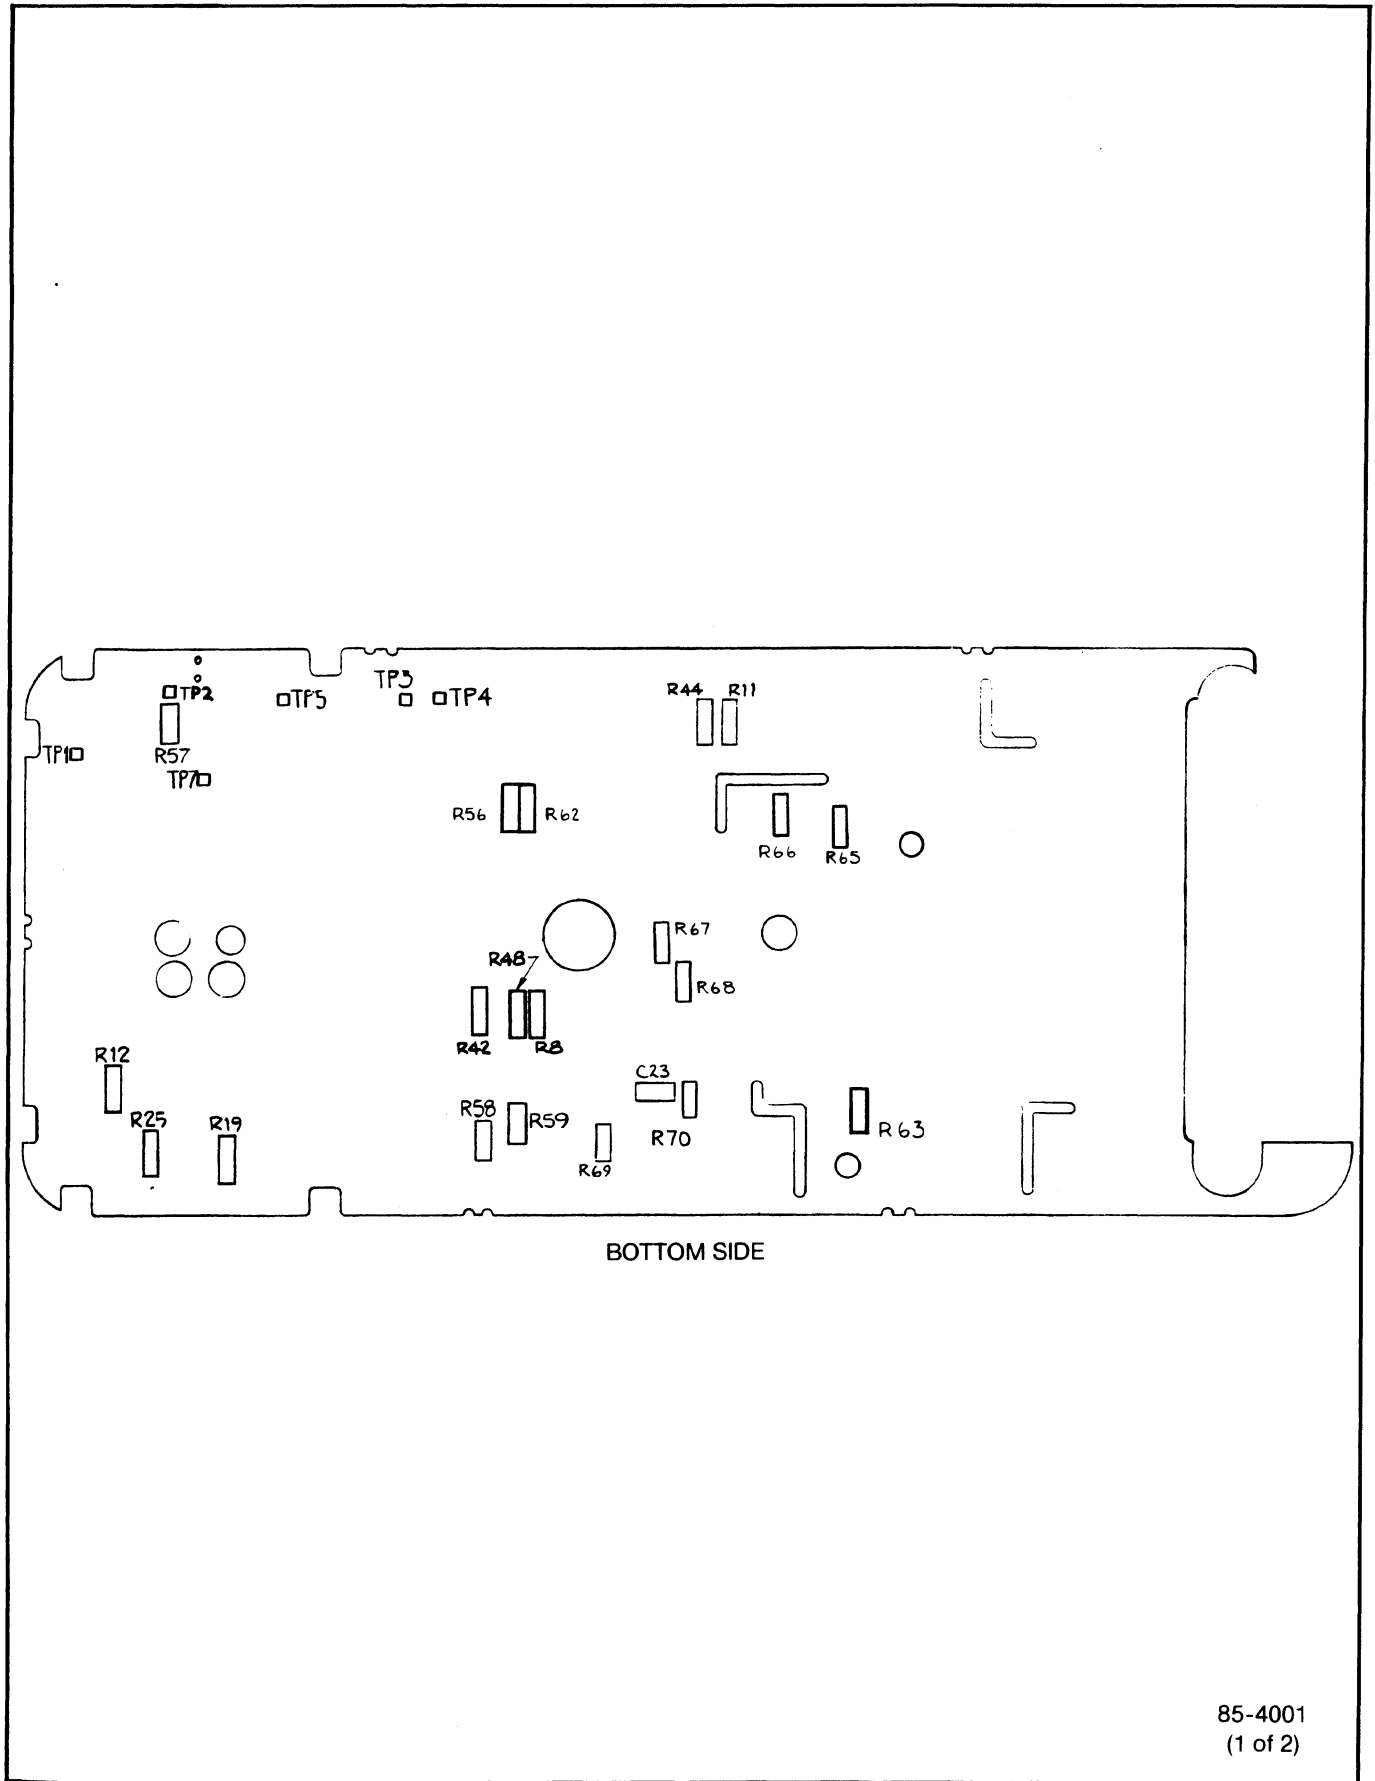 TP3
TP2
TP5
TP4
R44
R11
TP1
R57
TP7
R56
R62
R66
R65
R67
R48
R68
R42
R8
R12
C23
R58
R59
R25
R19
R70
R63
R69
BOTTOM SIDE
85-4001
(1 of 2)